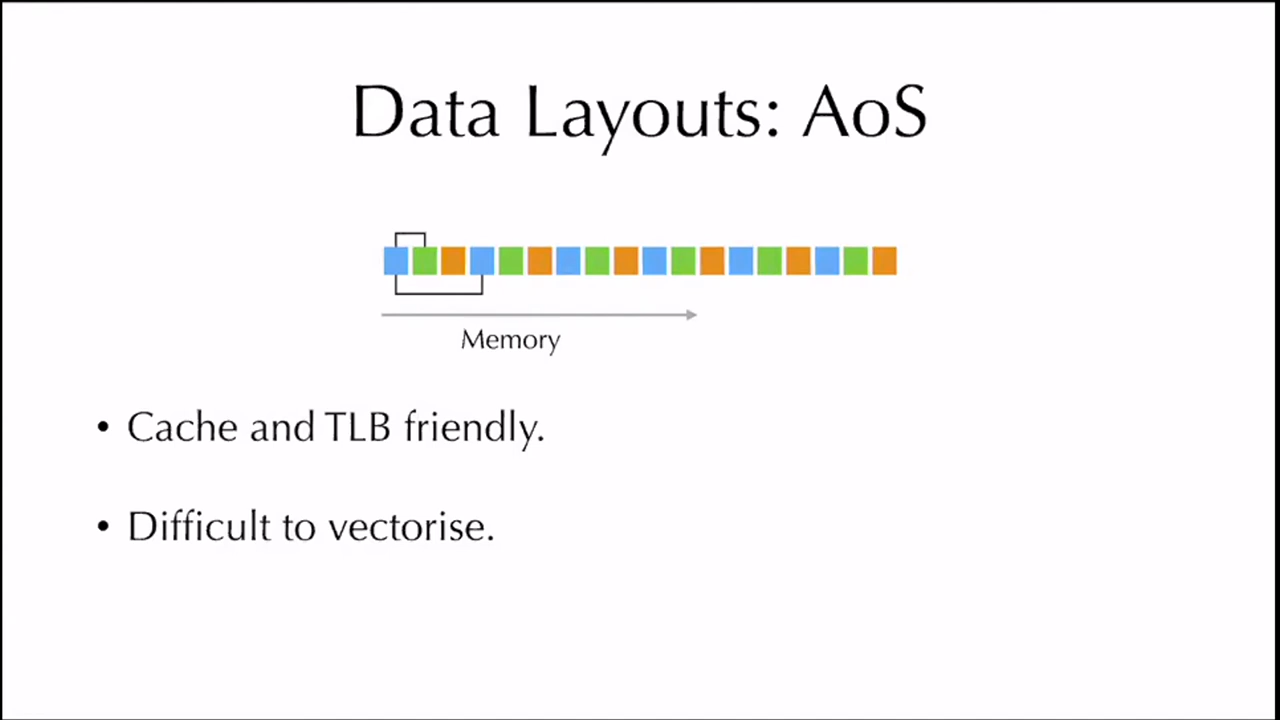 Data Layouts: AoS
Memory
• Cache and TLB friendly.
• Difficult to vectorise.